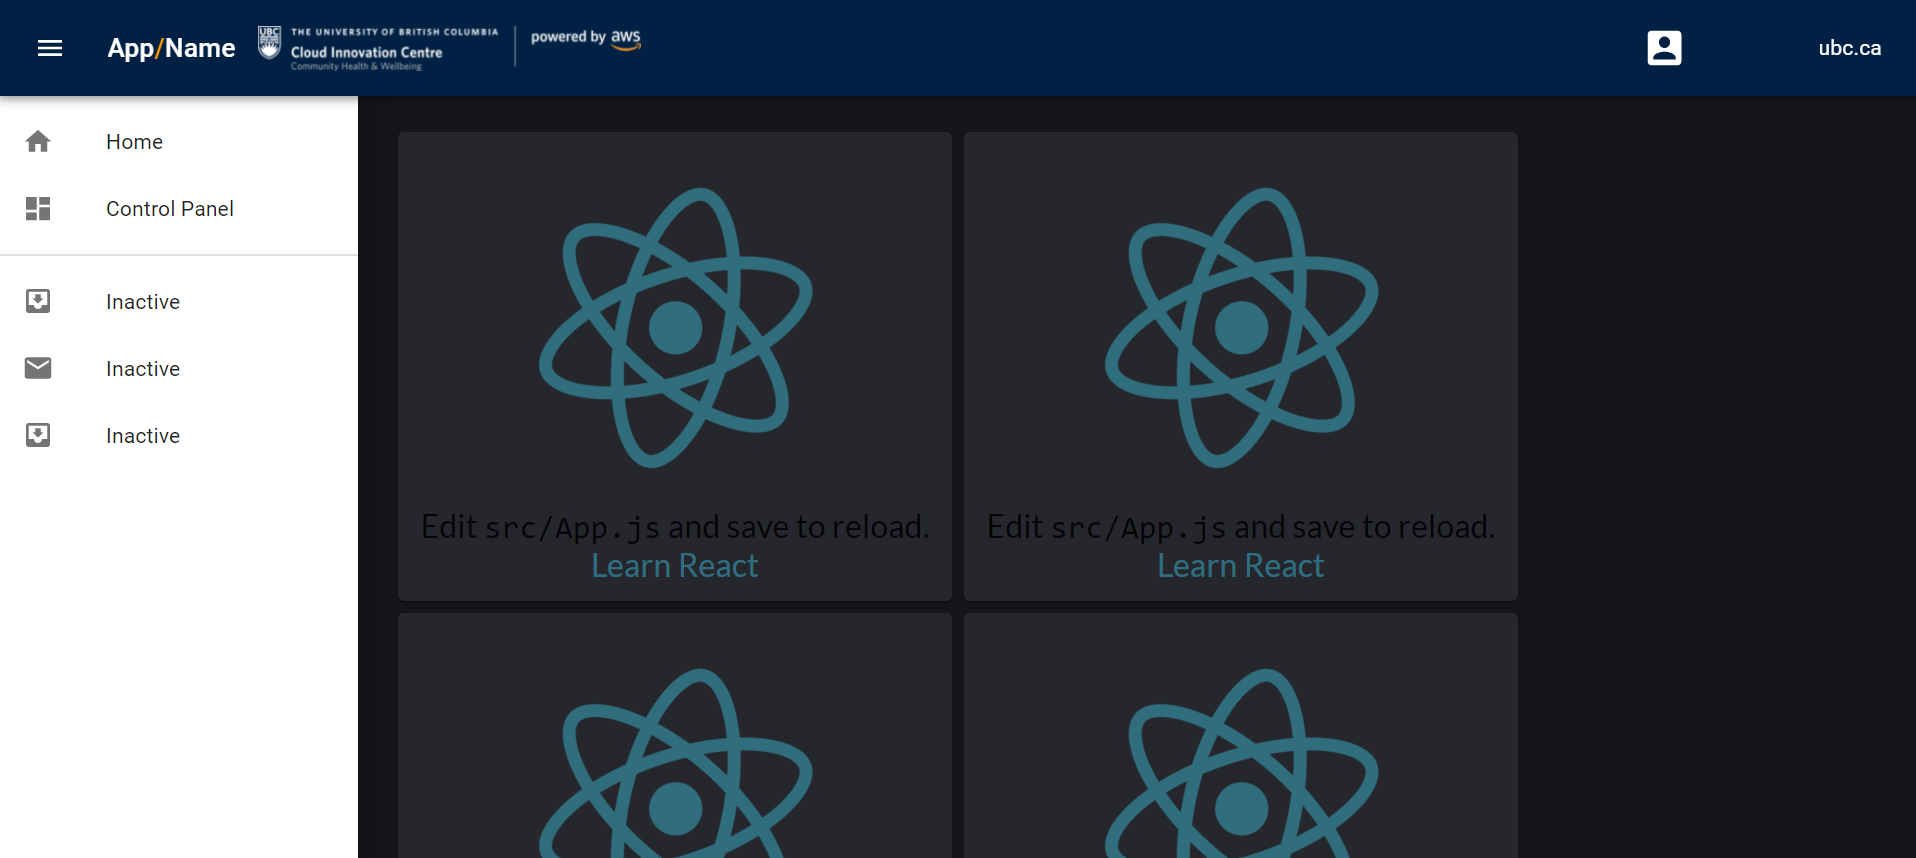 App/Name
UBC
THE UNIVERSITY OF BRITISH COLUMBIA
Cloud Innovation Centre
Community Health & Wellbeing
powered by aws
ubc.ca
Home
Control Panel
Inactive
Inactive
Inactive
Edit src/App.js and save to reload.
Learn React
Edit src/App.js and save to reload.
Learn React